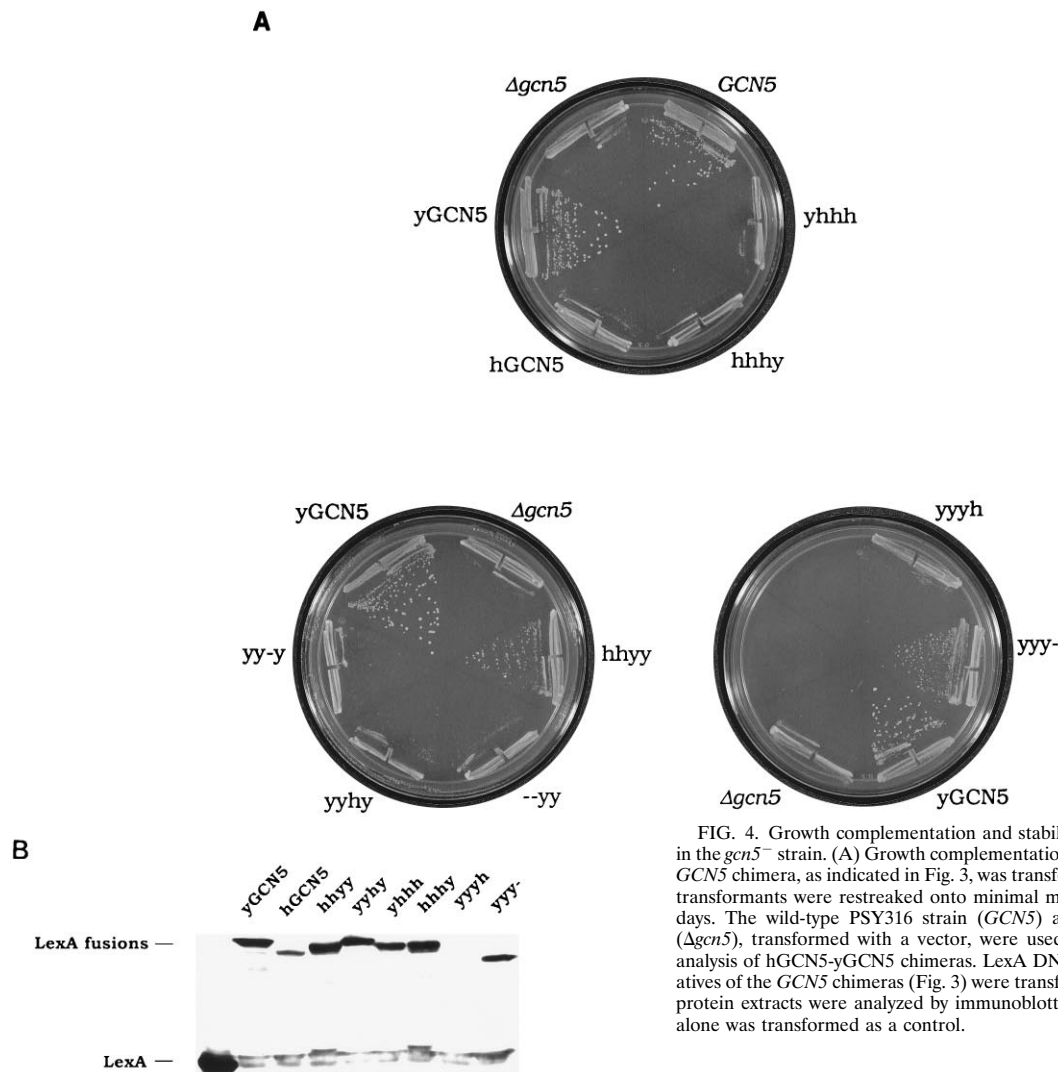 A
Δgcn5
GCN5
yGCN5
yhhh
hGCN5
hhhy
yGCN5
Δgcn5
yyyh
yy-y
hhyy
yyy-
yyhy
--yy
Δgcn5
yGCN5
B
yGCN5 hGCN5 hhyy yyhy yhhh hhhy yyyh yyy-
LexA fusions —
LexA —
FIG. 4. Growth complementation and stabil
in the gcn5⁻ strain. (A) Growth complementation
GCN5 chimera, as indicated in Fig. 3, was transfo
transformants were restreaked onto minimal m
days. The wild-type PSY316 strain (GCN5) a
(Δgcn5), transformed with a vector, were used
analysis of hGCN5-yGCN5 chimeras. LexA DN
atives of the GCN5 chimeras (Fig. 3) were transf
protein extracts were analyzed by immunoblott
alone was transformed as a control.